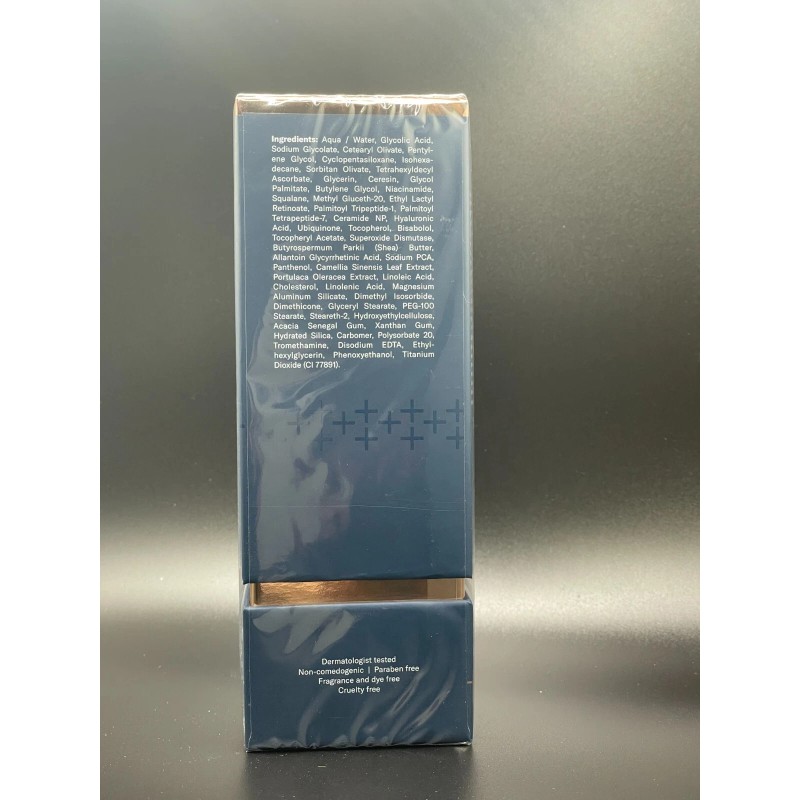 Ingredients: Aqua / Water, Glycolic Acid,
Sodium Glycolate, Cetearyl Olivate, Pentyl-
ene Glycol, Cyclopentasiloxane, Isohexa-
decane, Sorbitan Olivate, Tetrahexyldecyl
Ascorbate, Glycerin, Ceresin, Glycol
Palmitate, Butylene Glycol, Niacinamide,
Squalane, Methyl Gluceth-20, Ethyl Lactyl
Retinoate, Palmitoyl Tripeptide-1, Palmitoyl
Tetrapeptide-7, Ceramide NP, Hyaluronic
Acid, Ubiquinone, Tocopherol, Bisabolol,
Tocopheryl Acetate, Superoxide Dismutase,
Butyrospermum Parkii (Shea) Butter,
Allantoin Glycyrrhetinic Acid, Sodium PCA,
Panthenol, Camellia Sinensis Leaf Extract,
Portulaca Oleracea Extract, Linoleic Acid,
Cholesterol, Linolenic Acid, Magnesium
Aluminum Silicate, Dimethyl Isosorbide,
Dimethicone, Glyceryl Stearate, PEG-100
Stearate, Steareth-2, Hydroxyethylcellulose,
Acacia Senegal Gum, Xanthan Gum,
Hydrated Silica, Carbomer, Polysorbate 20,
Tromethamine, Disodium EDTA, Ethyl-
hexylglycerin, Phenoxyethanol, Titanium
Dioxide (CI 77891).
Dermatologist tested
Non-comedogenic | Paraben free
Fragrance and dye free
Cruelty free